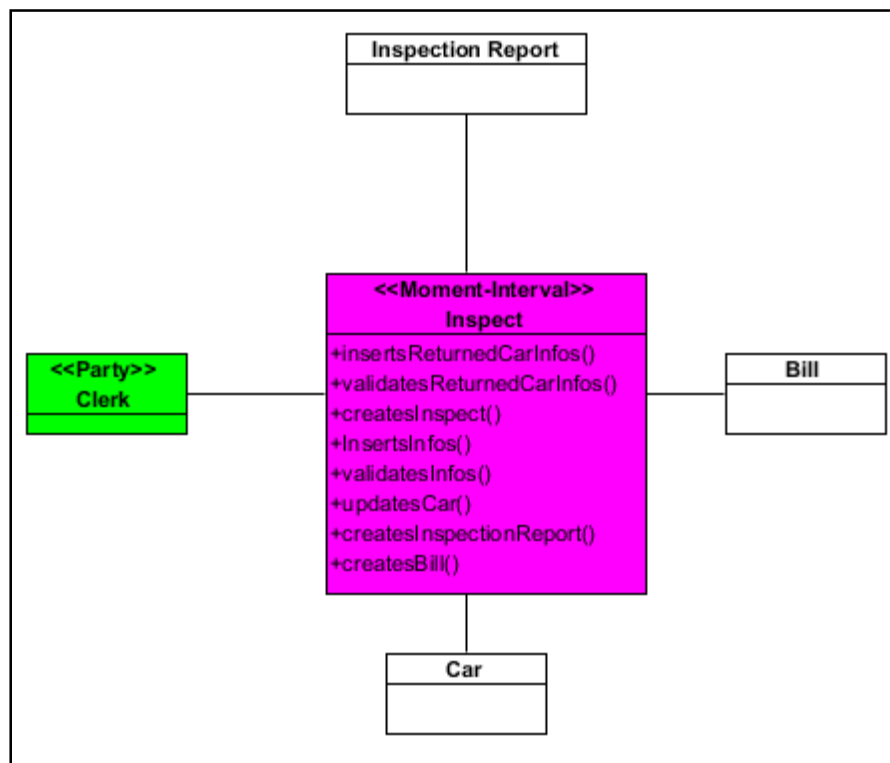 Inspection Report
<<Moment-Interval>>
Inspect
+insertsReturnedCarInfos()
+validatesReturnedCarInfos()
+createsInspect()
+InsertsInfos()
+validatesInfos()
+updatesCar()
+createsInspectionReport()
+createsBill()
<<Party>>
Clerk
Bill
Car